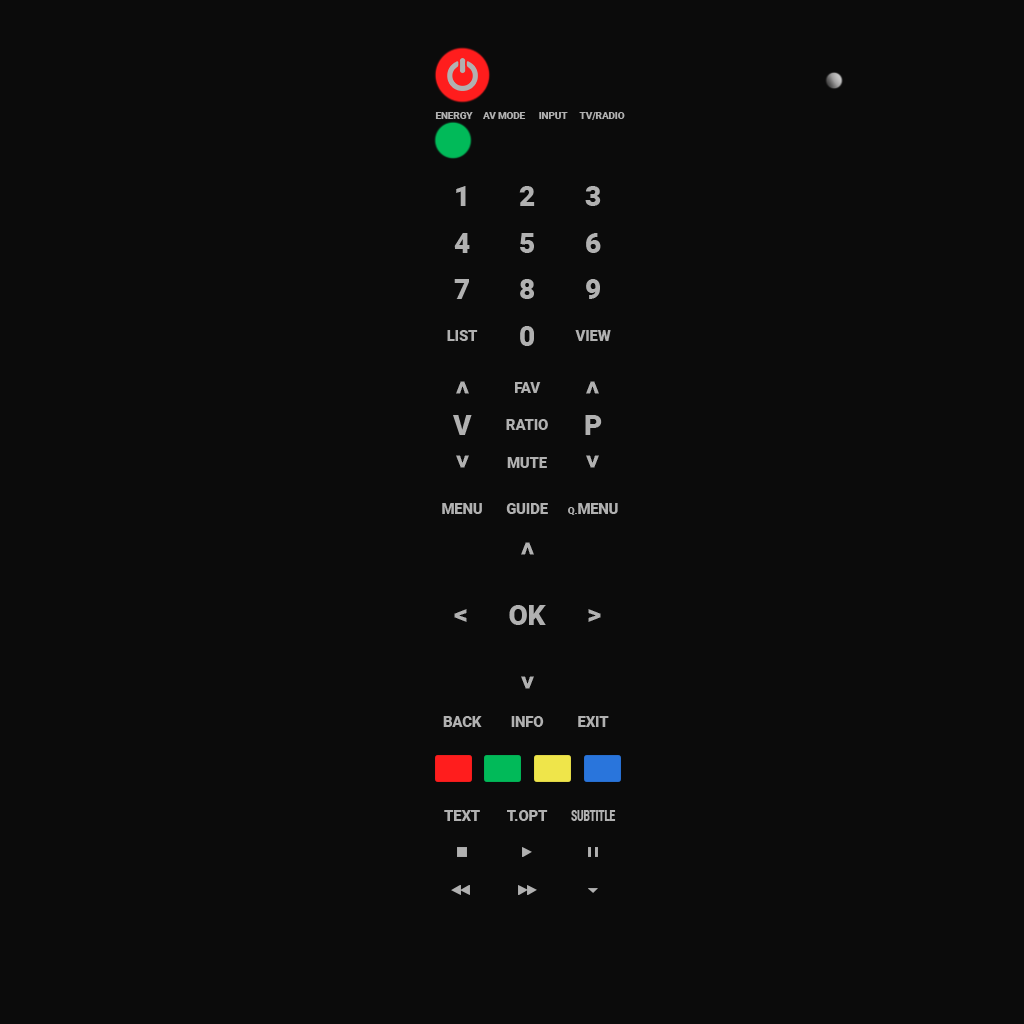 ENERGY AV MODE INPUT TV/RADIO
1 2 3
4 5 6
7 8 9
LIST 0 VIEW
FAV
V RATIO P
MUTE
MENU GUIDE Q.MENU
< OK >
BACK INFO EXIT
TEXT T.OPT SUBTITLE